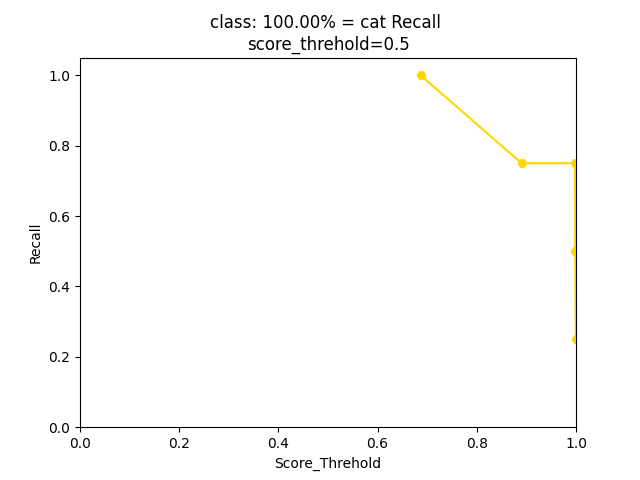 class: 100.00% = cat Recall
score_threhold=0.5
1.0
0.8
0.6
0.4
0.2
0.0
Recall
0.0 0.2 0.4 0.6 0.8 1.0
Score_Threhold